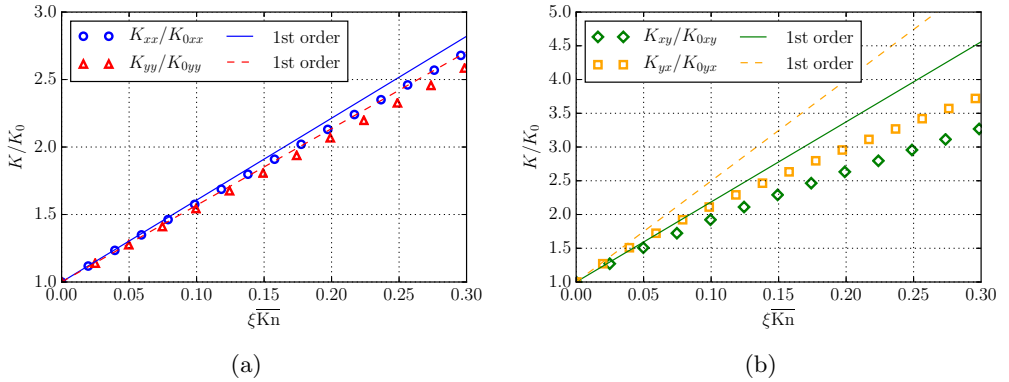 K_{xx}/K_{0xx} 1st order
K_{yy}/K_{0yy} 1st order
K/K_0
3.0
2.5
2.0
1.5
1.0
0.00 0.05 0.10 0.15 0.20 0.25 0.30
ξ\overline{Kn}
(a)
K_{xy}/K_{0xy} 1st order
K_{yx}/K_{0yx} 1st order
K/K_0
5.0
4.5
4.0
3.5
3.0
2.5
2.0
1.5
1.0
0.00 0.05 0.10 0.15 0.20 0.25 0.30
ξ\overline{Kn}
(b)